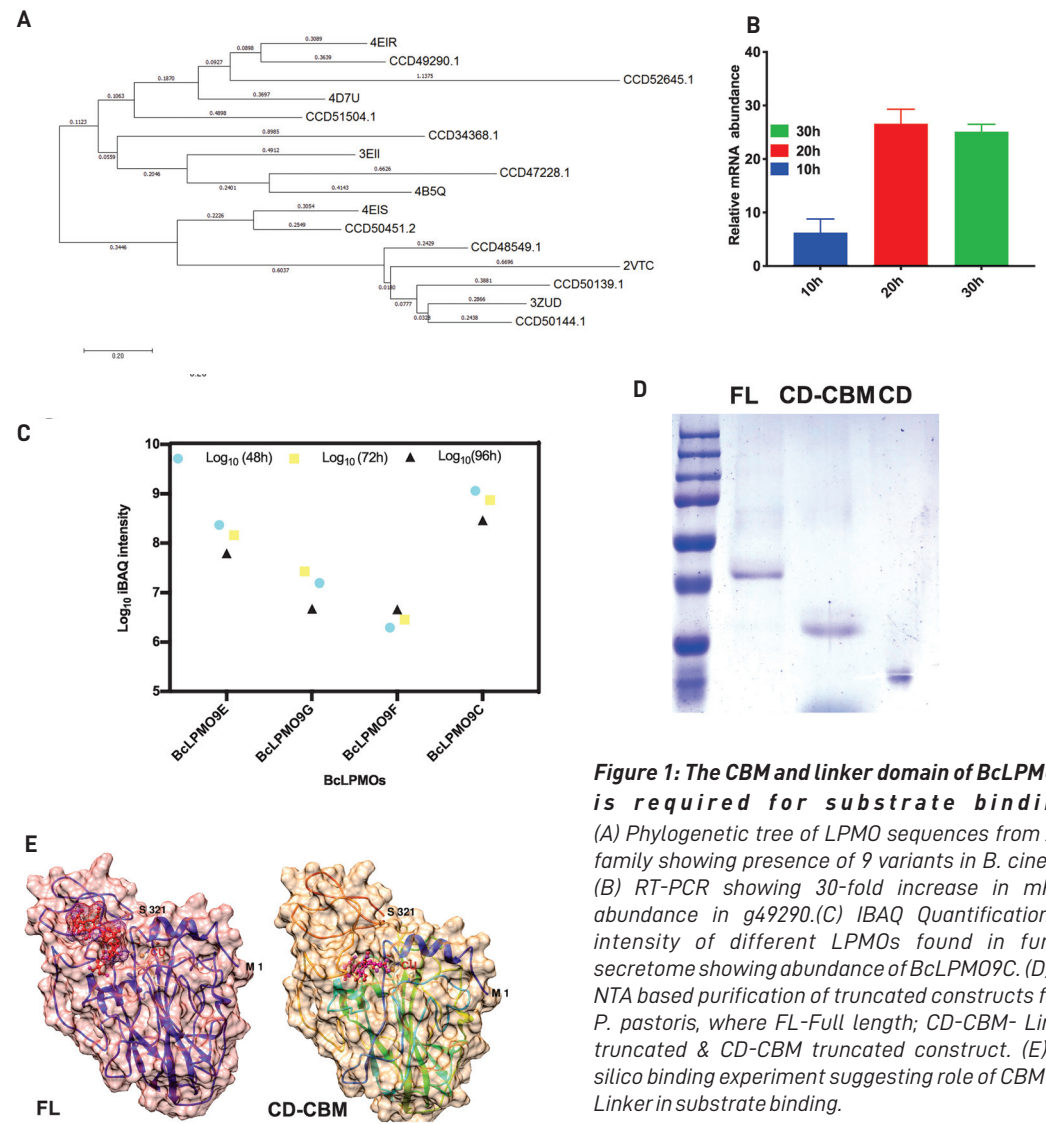 A
4EIR
0.3089
0.0898
CCD49290.1
0.3639
0.0927
CCD52645.1
1.1375
0.1870
4D7U
0.3697
0.1063
CCD51504.1
0.4898
0.1123
CCD34368.1
0.8985
0.0559
3EII
0.4912
0.2046
CCD47228.1
0.6626
0.2401
4B5Q
0.4143
4EIS
0.3054
0.2226
CCD50451.2
0.2549
0.3446
CCD48549.1
0.2429
0.6037
2VTC
0.6696
CCD50139.1
0.3881
0.0777
3ZUD
0.2866
CCD50144.1
0.2438
0.20
B
Relative mRNA abundance
40
30
20
10
0
30h
20h
10h
10h
20h
30h
C
Log10 iBAQ intensity
10
9
8
7
6
5
Log10 (48h)
Log10 (72h)
Log10(96h)
BcLPMO9E
BcLPMO9G
BcLPMO9F
BcLPMO9C
BcLPMOs
D
FL CD-CBM CD
E
S 321
CU
M 1
FL
S 321
CU
M 1
CD-CBM
Figure 1: The CBM and linker domain of BcLPM
is required for substrate bindi
(A) Phylogenetic tree of LPMO sequences from
family showing presence of 9 variants in B. cine
(B) RT-PCR showing 30-fold increase in m
abundance in g49290.(C) IBAQ Quantification
intensity of different LPMOs found in fun
secretome showing abundance of BcLPMO9C. (D
NTA based purification of truncated constructs f
P. pastoris, where FL-Full length; CD-CBM- Lin
truncated & CD-CBM truncated construct. (E)
silico binding experiment suggesting role of CBM
Linker in substrate binding.